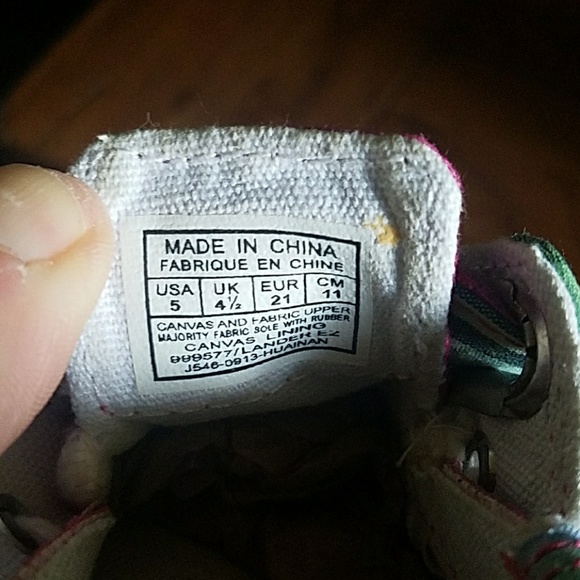 MADE IN CHINA
FABRIQUE EN CHINE
USA UK EUR CM
5 4½ 21 11
CANVAS AND FABRIC UPPER
MAJORITY FABRIC SOLE WITH RUBBER
CANVAS LINING
999577/LANDER EZ
J546-0913-HUAINAN